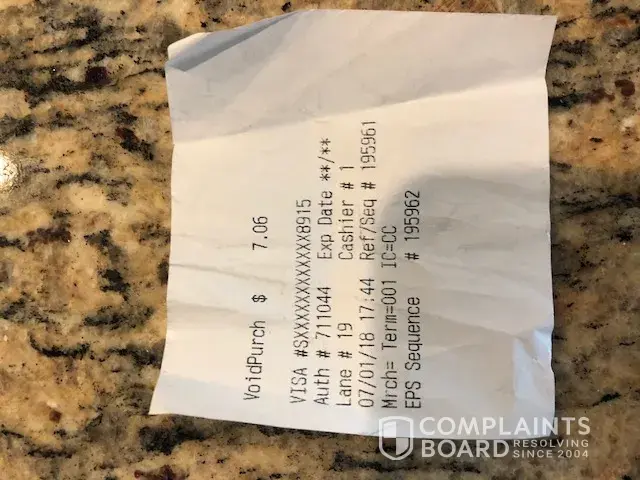 VoidPurch $ 7.06
VISA #SXXXXXXXXXXXX8915
Auth # 711044 Exp Date **/**
Lane # 19 Cashier # 1
07/01/18 17:44 Ref/Seq # 195961
Mrch= Term=001 IC=CC
EPS Sequence # 195962
COMPLAINTS
BOARD RESOLVING
SINCE 2004